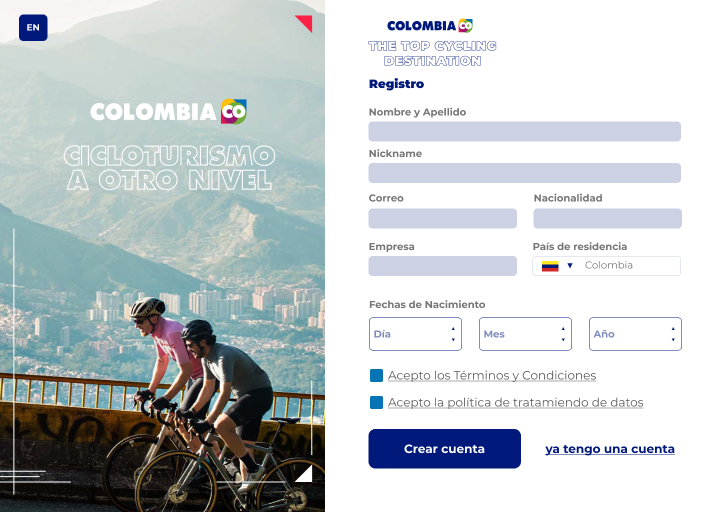 EN
COLOMBIA CO
CICLOTURISMO
A OTRO NIVEL
COLOMBIA CO
THE TOP CYCLING
DESTINATION
Registro
Nombre y Apellido
Nickname
Correo
Nacionalidad
Empresa
País de residencia
Colombia
Fechas de Nacimiento
Día
Mes
Año
Acepto los Términos y Condiciones
Acepto la política de tratamiendo de datos
Crear cuenta
ya tengo una cuenta